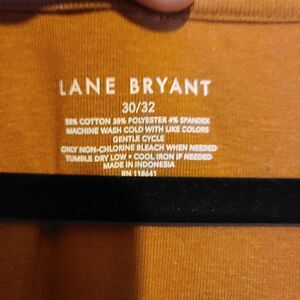 LANE BRYANT
30/32
58% COTTON 38% POLYESTER 4% SPANDEX
MACHINE WASH COLD WITH LIKE COLORS
GENTLE CYCLE
ONLY NON-CHLORINE BLEACH WHEN NEEDED
TUMBLE DRY LOW • COOL IRON IF NEEDED
MADE IN INDONESIA
RN 118641